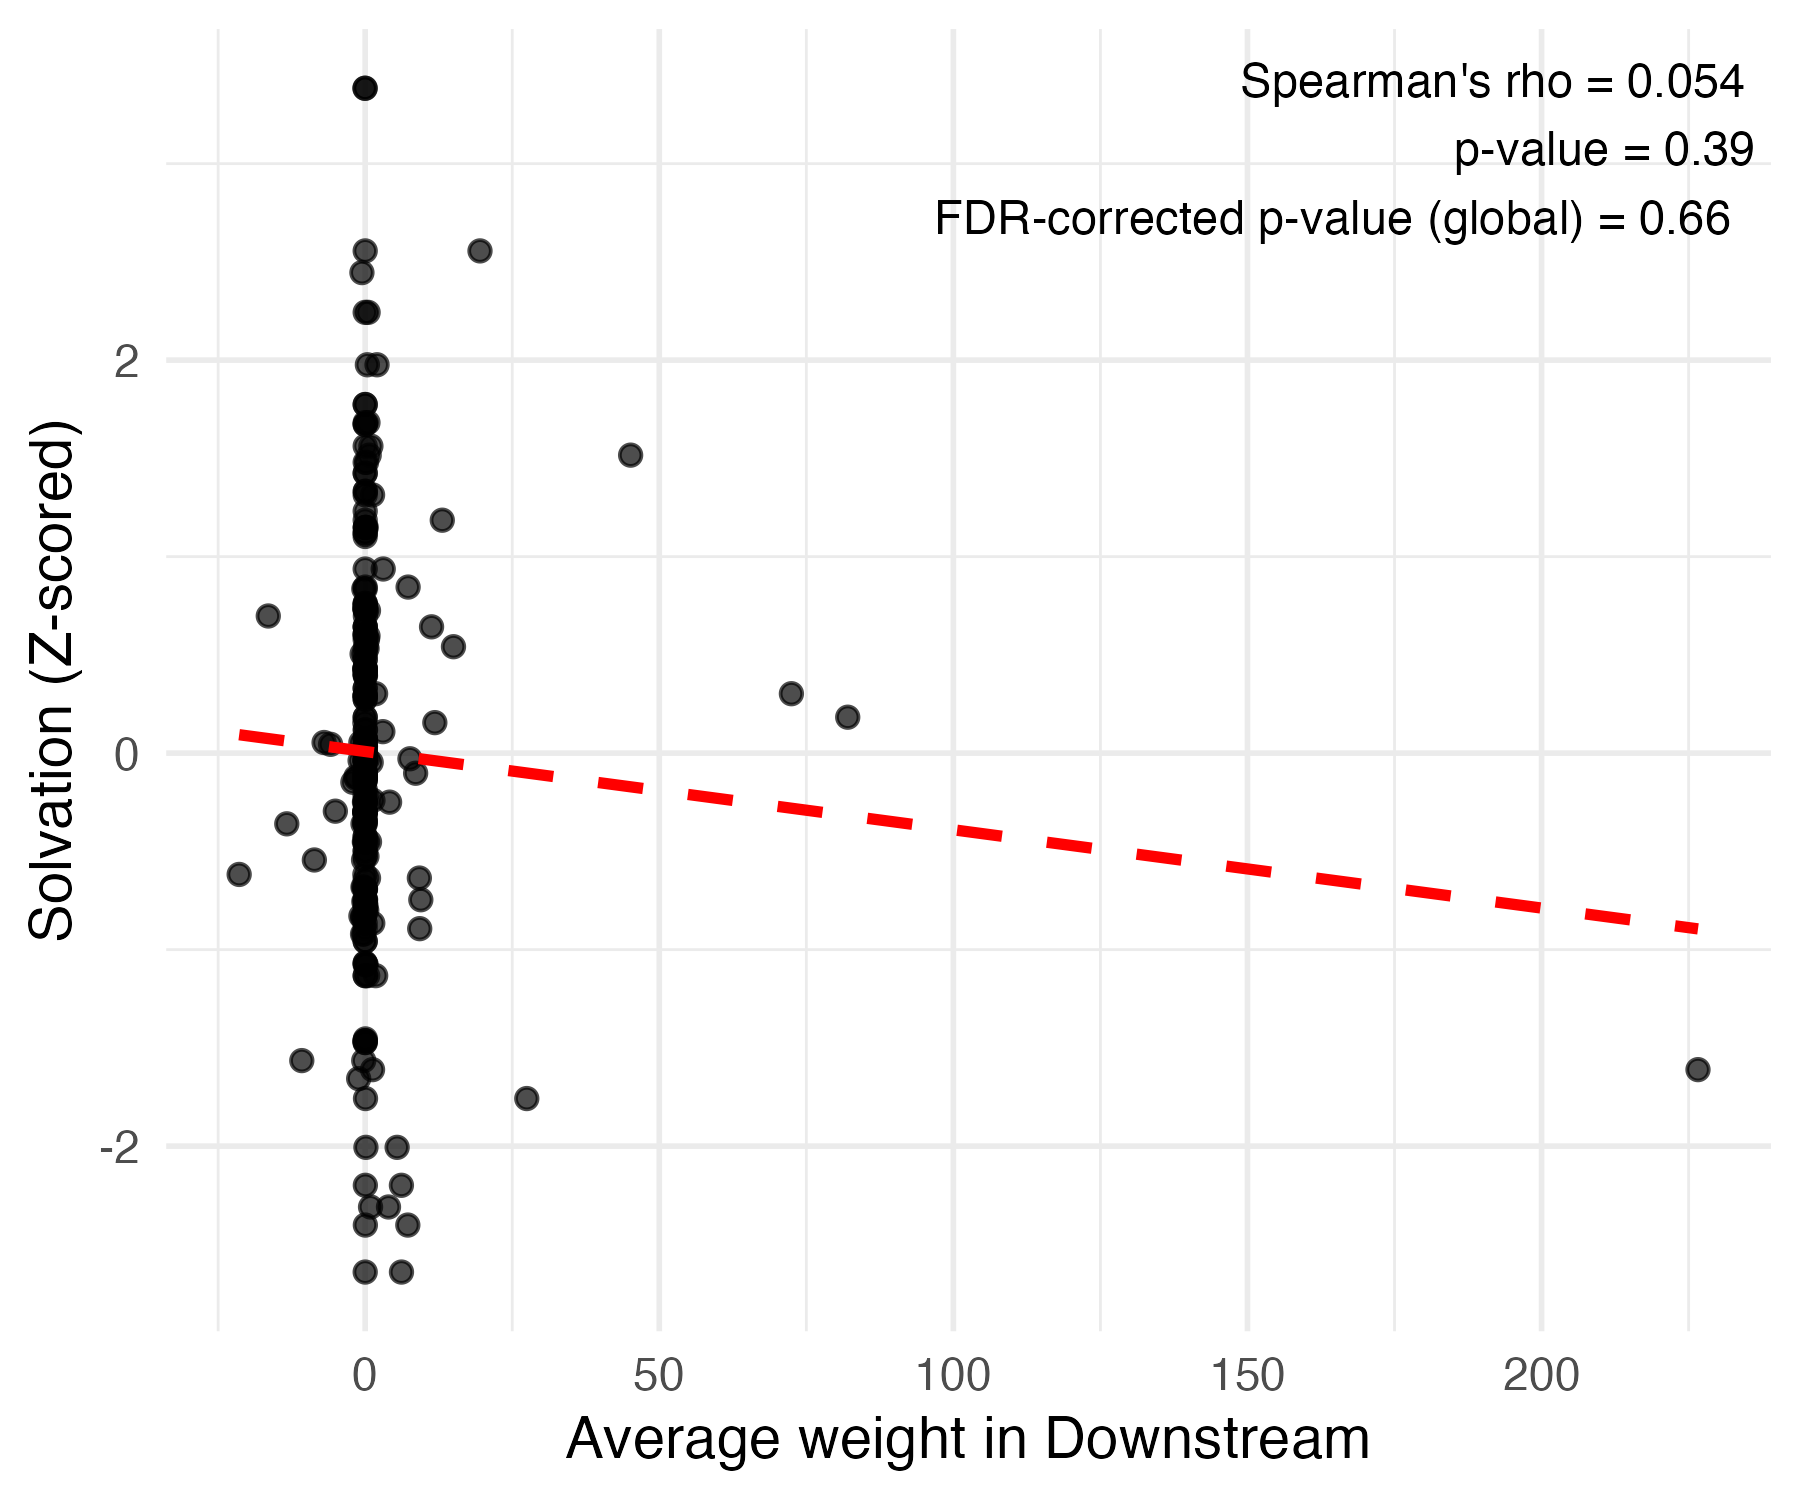 Spearman's rho = 0.054
p-value = 0.39
FDR-corrected p-value (global) = 0.66
Solvation (Z-scored)
2
0
-2
0 50 100 150 200
Average weight in Downstream